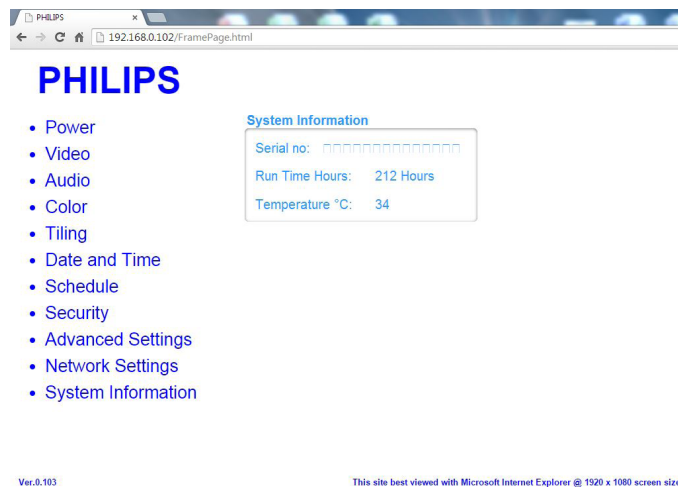 PHILIPS
192.168.0.102/FramePage.html
PHILIPS
Power
Video
Audio
Color
Tiling
Date and Time
Schedule
Security
Advanced Settings
Network Settings
System Information
System Information
Serial no:
Run Time Hours: 212 Hours
Temperature °C: 34
Ver.0.103
This site best viewed with Microsoft Internet Explorer @ 1920 x 1080 screen size